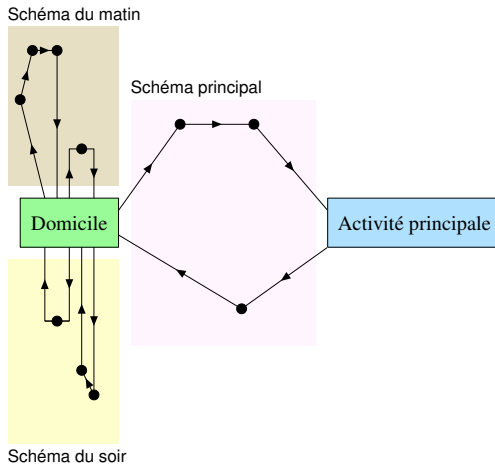 Schéma du matin
Schéma principal
Domicile
Activité principale
Schéma du soir